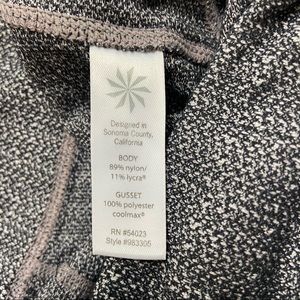 Designed in
Sonoma County,
California
BODY
89% nylon/
11% lycra®
GUSSET
100% polyester
coolmax®
RN #54023
Style #983305